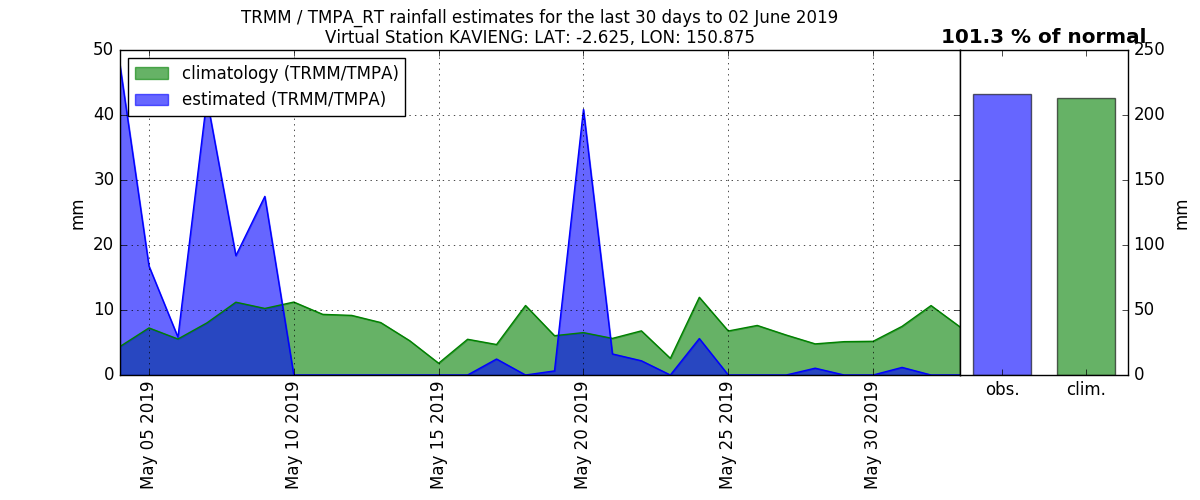 TRMM / TMPA_RT rainfall estimates for the last 30 days to 02 June 2019
Virtual Station KAVIENG: LAT: -2.625, LON: 150.875
101.3 % of normal
climatology (TRMM/TMPA)
estimated (TRMM/TMPA)
50
40
30
20
10
0
mm
May 05 2019
May 10 2019
May 15 2019
May 20 2019
May 25 2019
May 30 2019
obs.
clim.
250
200
150
100
50
0
mm